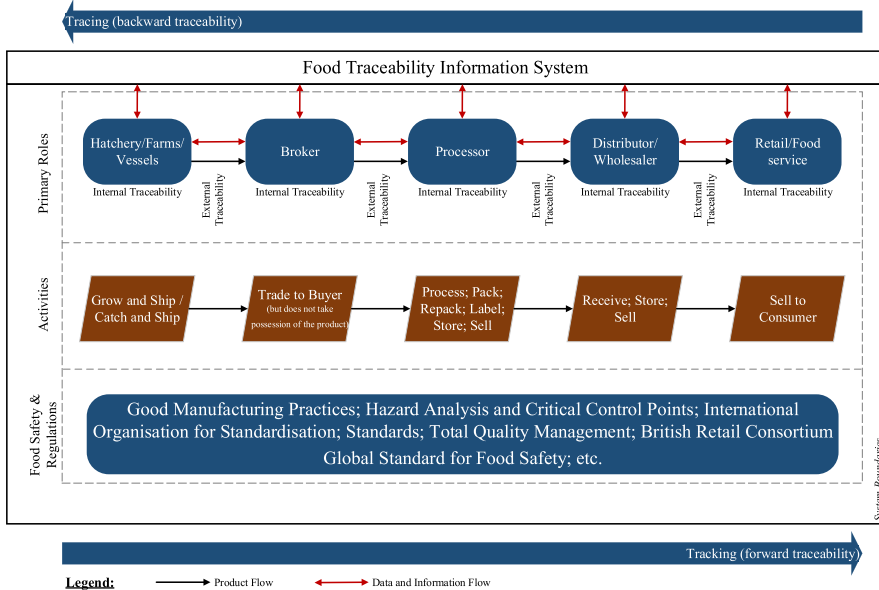 Tracing (backward traceability)
Food Traceability Information System
Primary Roles
Hatchery/Farms/
Vessels
Broker
Processor
Distributor/
Wholesaler
Retail/Food
service
Internal Traceability
Internal Traceability
Internal Traceability
Internal Traceability
Internal Traceability
External
Traceability
External
Traceability
External
Traceability
External
Traceability
Activities
Grow and Ship /
Catch and Ship
Trade to Buyer
(but does not take
possession of the product)
Process; Pack;
Repack; Label;
Store; Sell
Receive; Store;
Sell
Sell to
Consumer
Food Safety &
Regulations
Good Manufacturing Practices; Hazard Analysis and Critical Control Points; International
Organisation for Standardisation; Standards; Total Quality Management; British Retail Consortium
Global Standard for Food Safety; etc.
System Boundaries
Tracking (forward traceability)
Legend:
Product Flow
Data and Information Flow